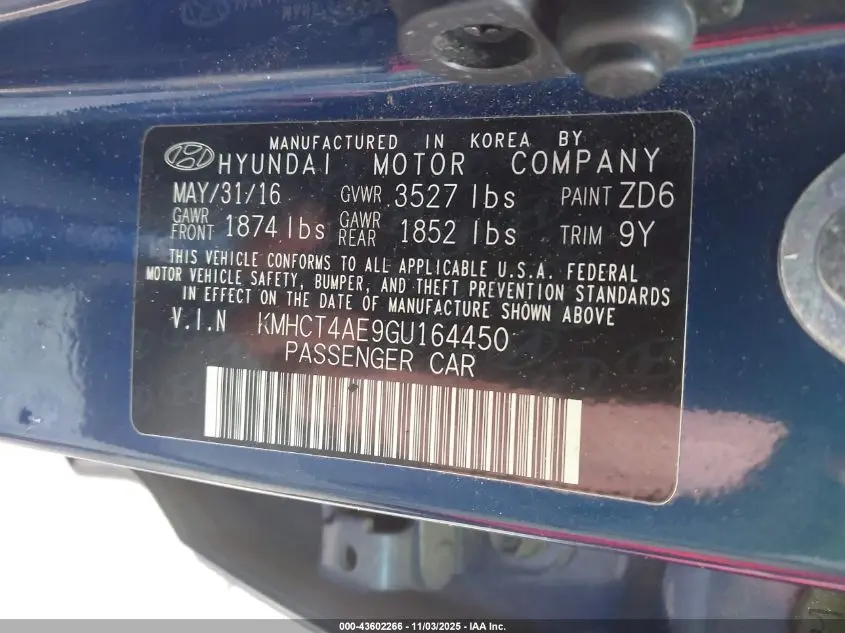 MANUFACTURED IN KOREA BY
HYUNDAI MOTOR COMPANY
MAY/31/16 GVWR 3527 lbs PAINT ZD6
GAWR FRONT 1874 lbs GAWR REAR 1852 lbs TRIM 9Y
THIS VEHICLE CONFORMS TO ALL APPLICABLE U.S.A. FEDERAL
MOTOR VEHICLE SAFETY, BUMPER, AND THEFT PREVENTION STANDARDS
IN EFFECT ON THE DATE OF MANUFACTURE SHOWN ABOVE
V.I.N KMHCT4AE9GU164450
PASSENGER CAR
000-43602266 - 11/03/2025 - IAA Inc.